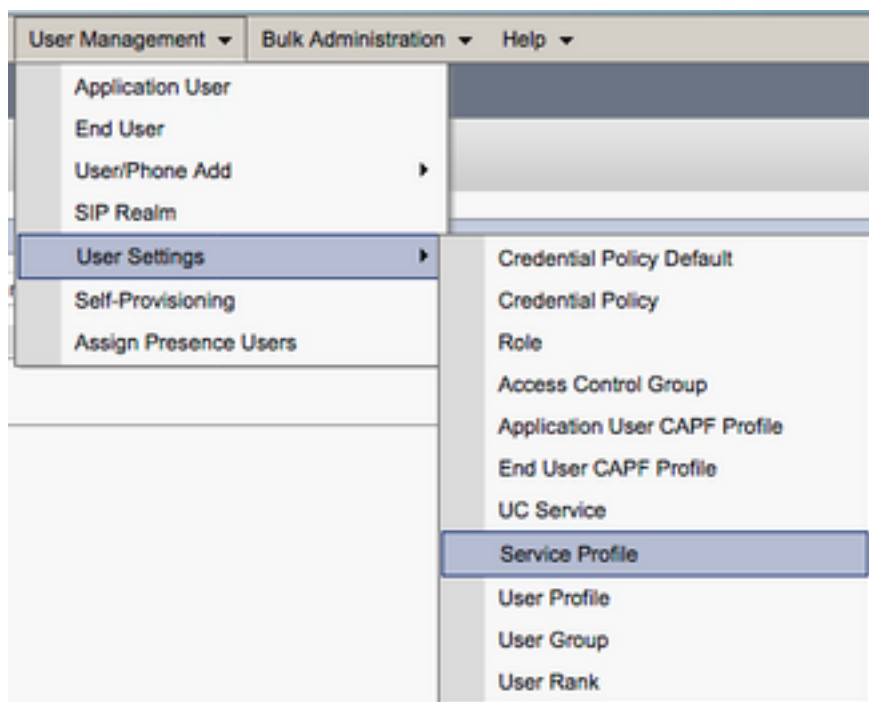 User Management Bulk Administration Help
Application User
End User
User/Phone Add
SIP Realm
User Settings
Self-Provisioning
Assign Presence Users
Credential Policy Default
Credential Policy
Role
Access Control Group
Application User CAPF Profile
End User CAPF Profile
UC Service
Service Profile
User Profile
User Group
User Rank